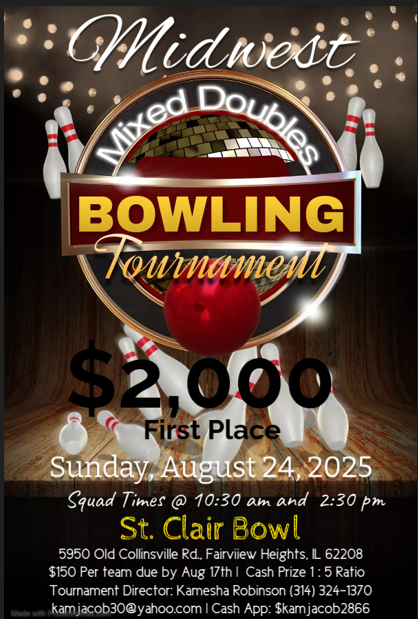 Midwest
Mixed Doubles
BOWLING
Tournament
$2,000
First Place
Sunday, August 24, 2025
Squad Times @ 10:30 am and 2:30 pm
St. Clair Bowl
5950 Old Collinsville Rd., Fairview Heights, IL 62208
$150 Per team due by Aug 17th | Cash Prize 1 : 5 Ratio
Tournament Director: Kamesha Robinson (314) 324-1370
kamjacob30@yahoo.com | Cash App: $kamjacob2866
Made with